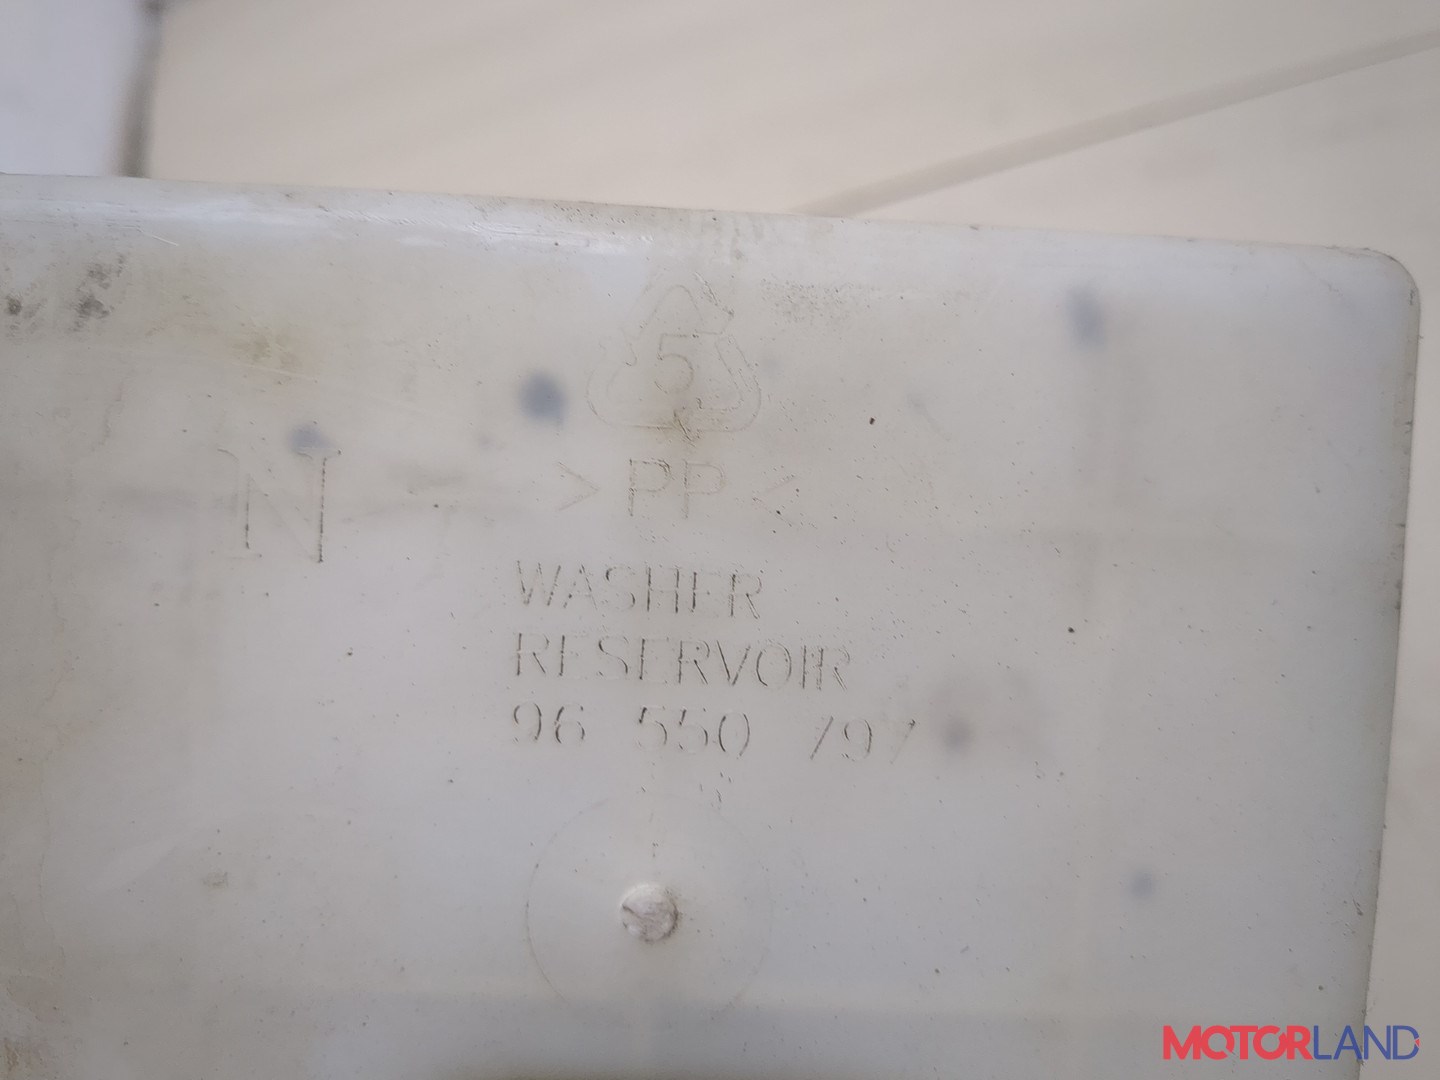 5
N
> PP <
WASHER
RESERVOIR
96 550 797
MOTORLAND